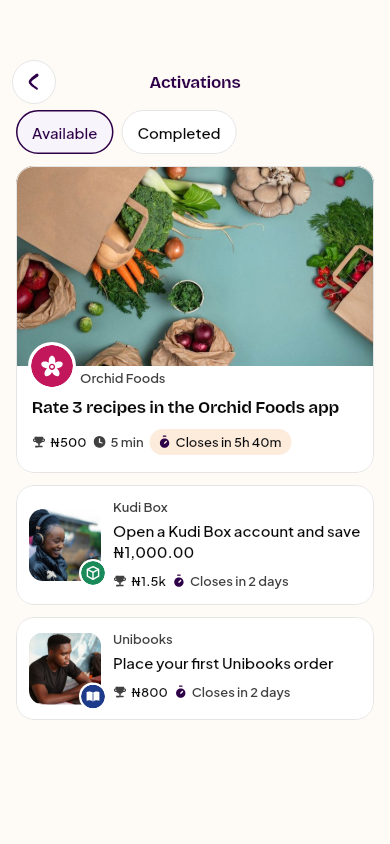 Activations
Available
Completed
Orchid Foods
Rate 3 recipes in the Orchid Foods app
₦500 5 min Closes in 5h 40m
Kudi Box
Open a Kudi Box account and save
₦1,000.00
₦1.5k Closes in 2 days
Unibooks
Place your first Unibooks order
₦800 Closes in 2 days